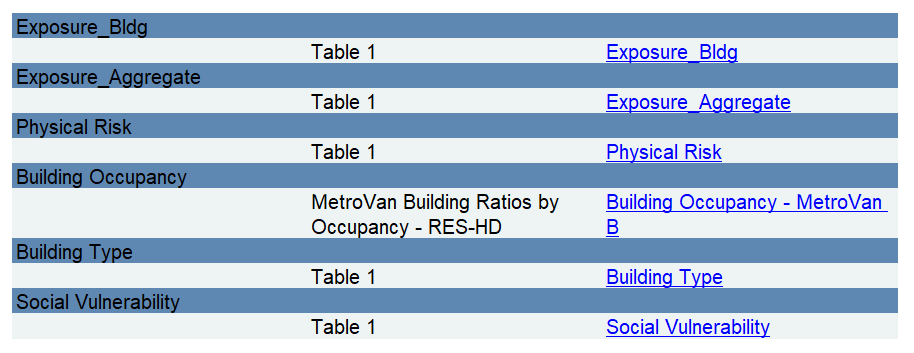 Exposure_Bldg
Table 1 Exposure_Bldg
Exposure_Aggregate
Table 1 Exposure_Aggregate
Physical Risk
Table 1 Physical Risk
Building Occupancy
MetroVan Building Ratios by Building Occupancy - MetroVan
Occupancy - RES-HD B
Building Type
Table 1 Building Type
Social Vulnerability
Table 1 Social Vulnerability